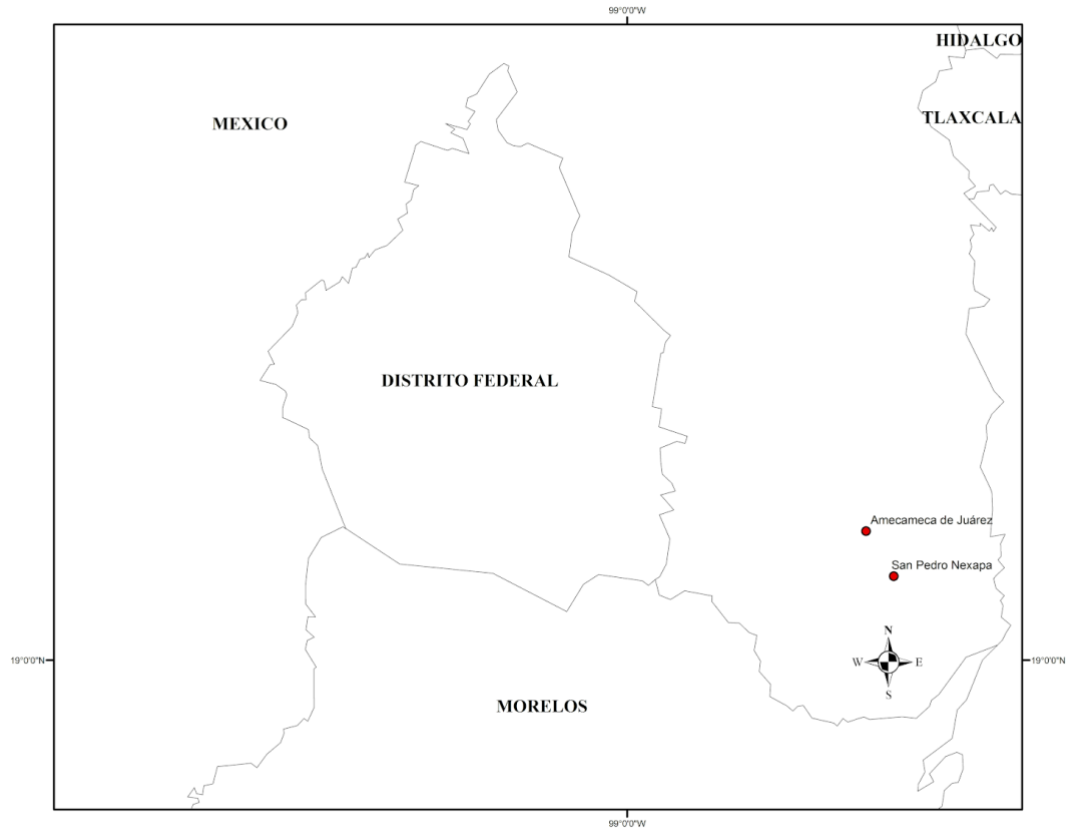 99°0'0"W
HIDALGO
MEXICO
TLAXCALA
DISTRITO FEDERAL
Amecameca de Juárez
San Pedro Nexapa
N
W E
S
19°0'0"N
19°0'0"N
MORELOS
99°0'0"W